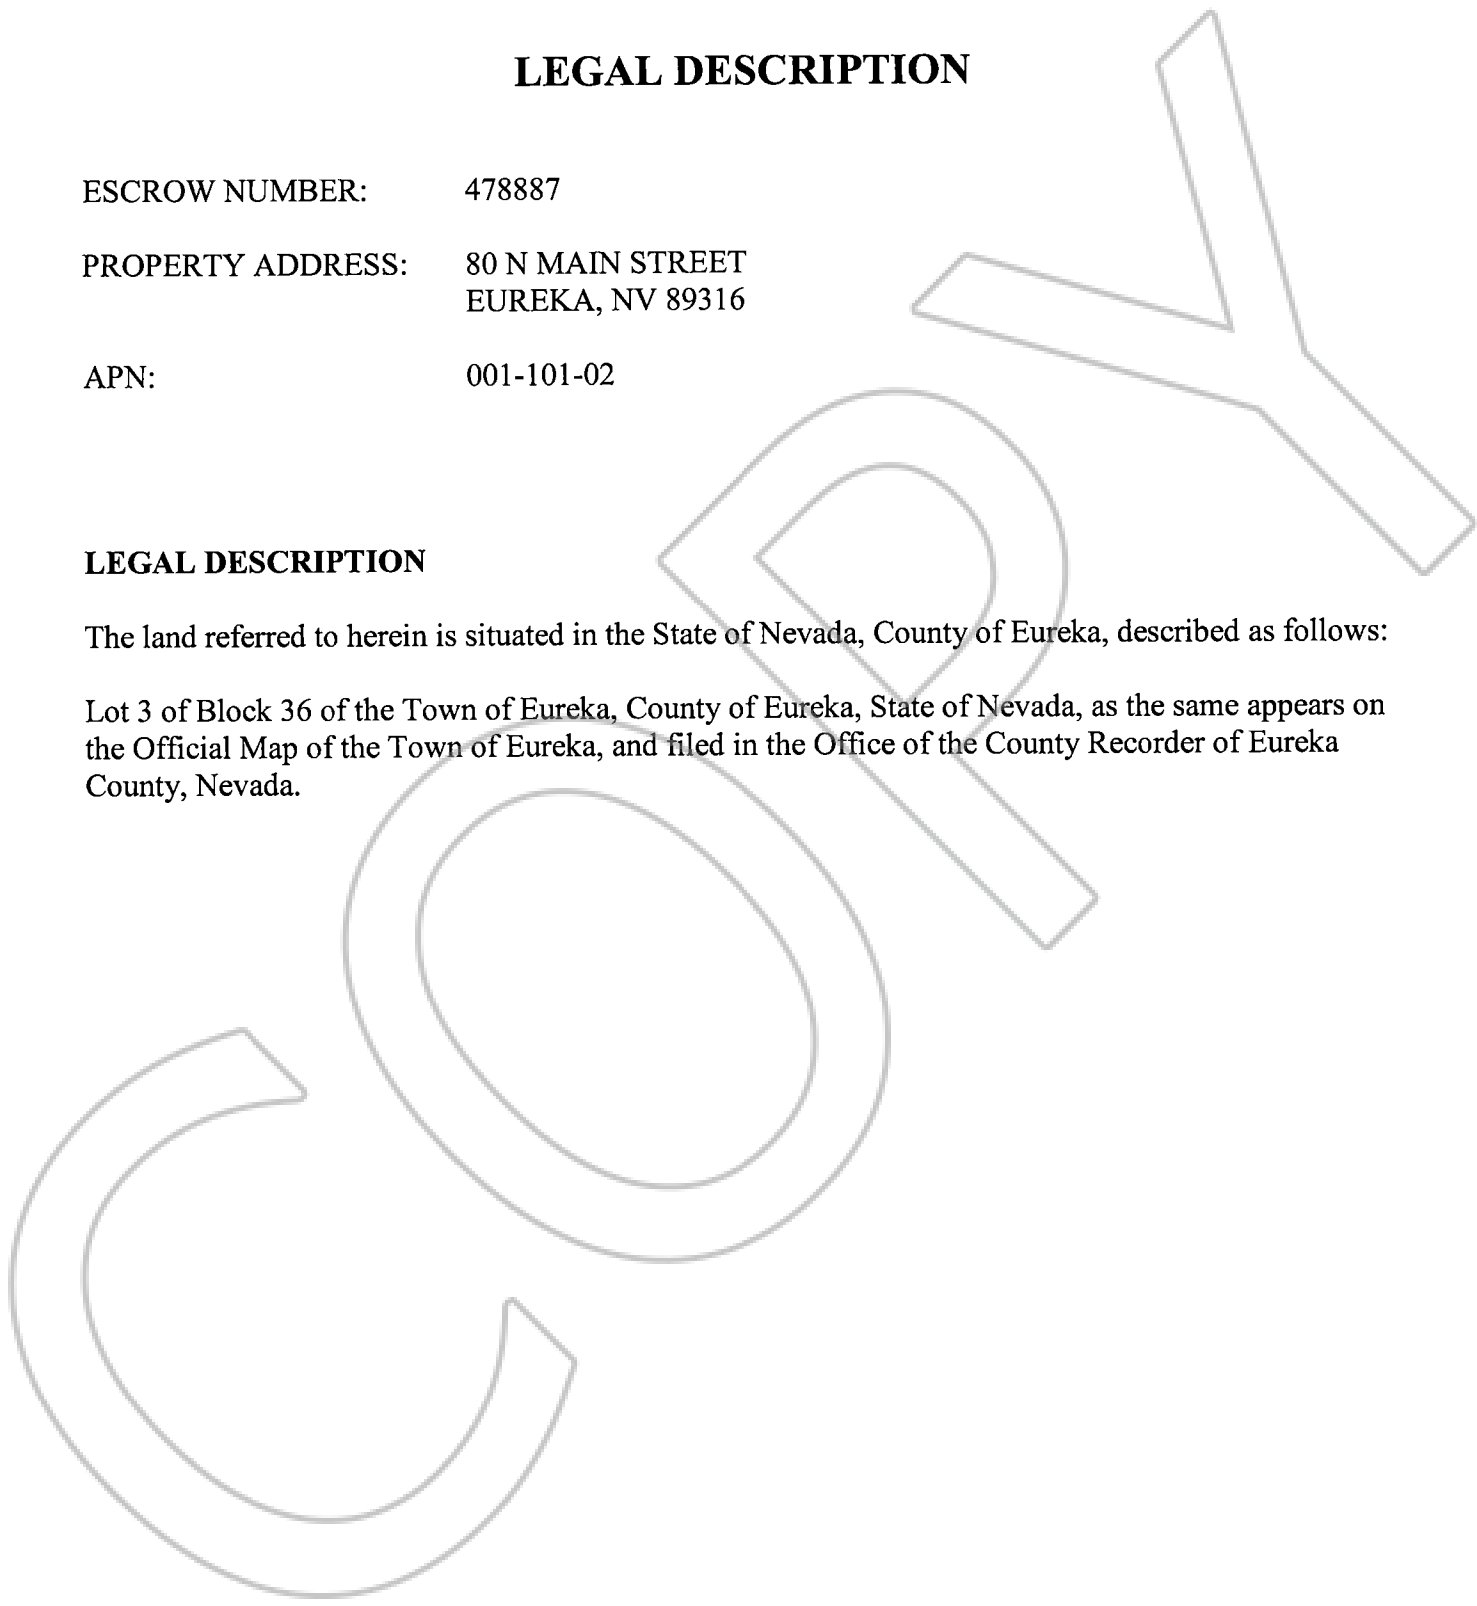 LEGAL DESCRIPTION
ESCROW NUMBER: 478887
PROPERTY ADDRESS: 80 N MAIN STREET
EUREKA, NV 89316
APN: 001-101-02
LEGAL DESCRIPTION
The land referred to herein is situated in the State of Nevada, County of Eureka, described as follows:
Lot 3 of Block 36 of the Town of Eureka, County of Eureka, State of Nevada, as the same appears on
the Official Map of the Town of Eureka, and filed in the Office of the County Recorder of Eureka
County, Nevada.
COPY